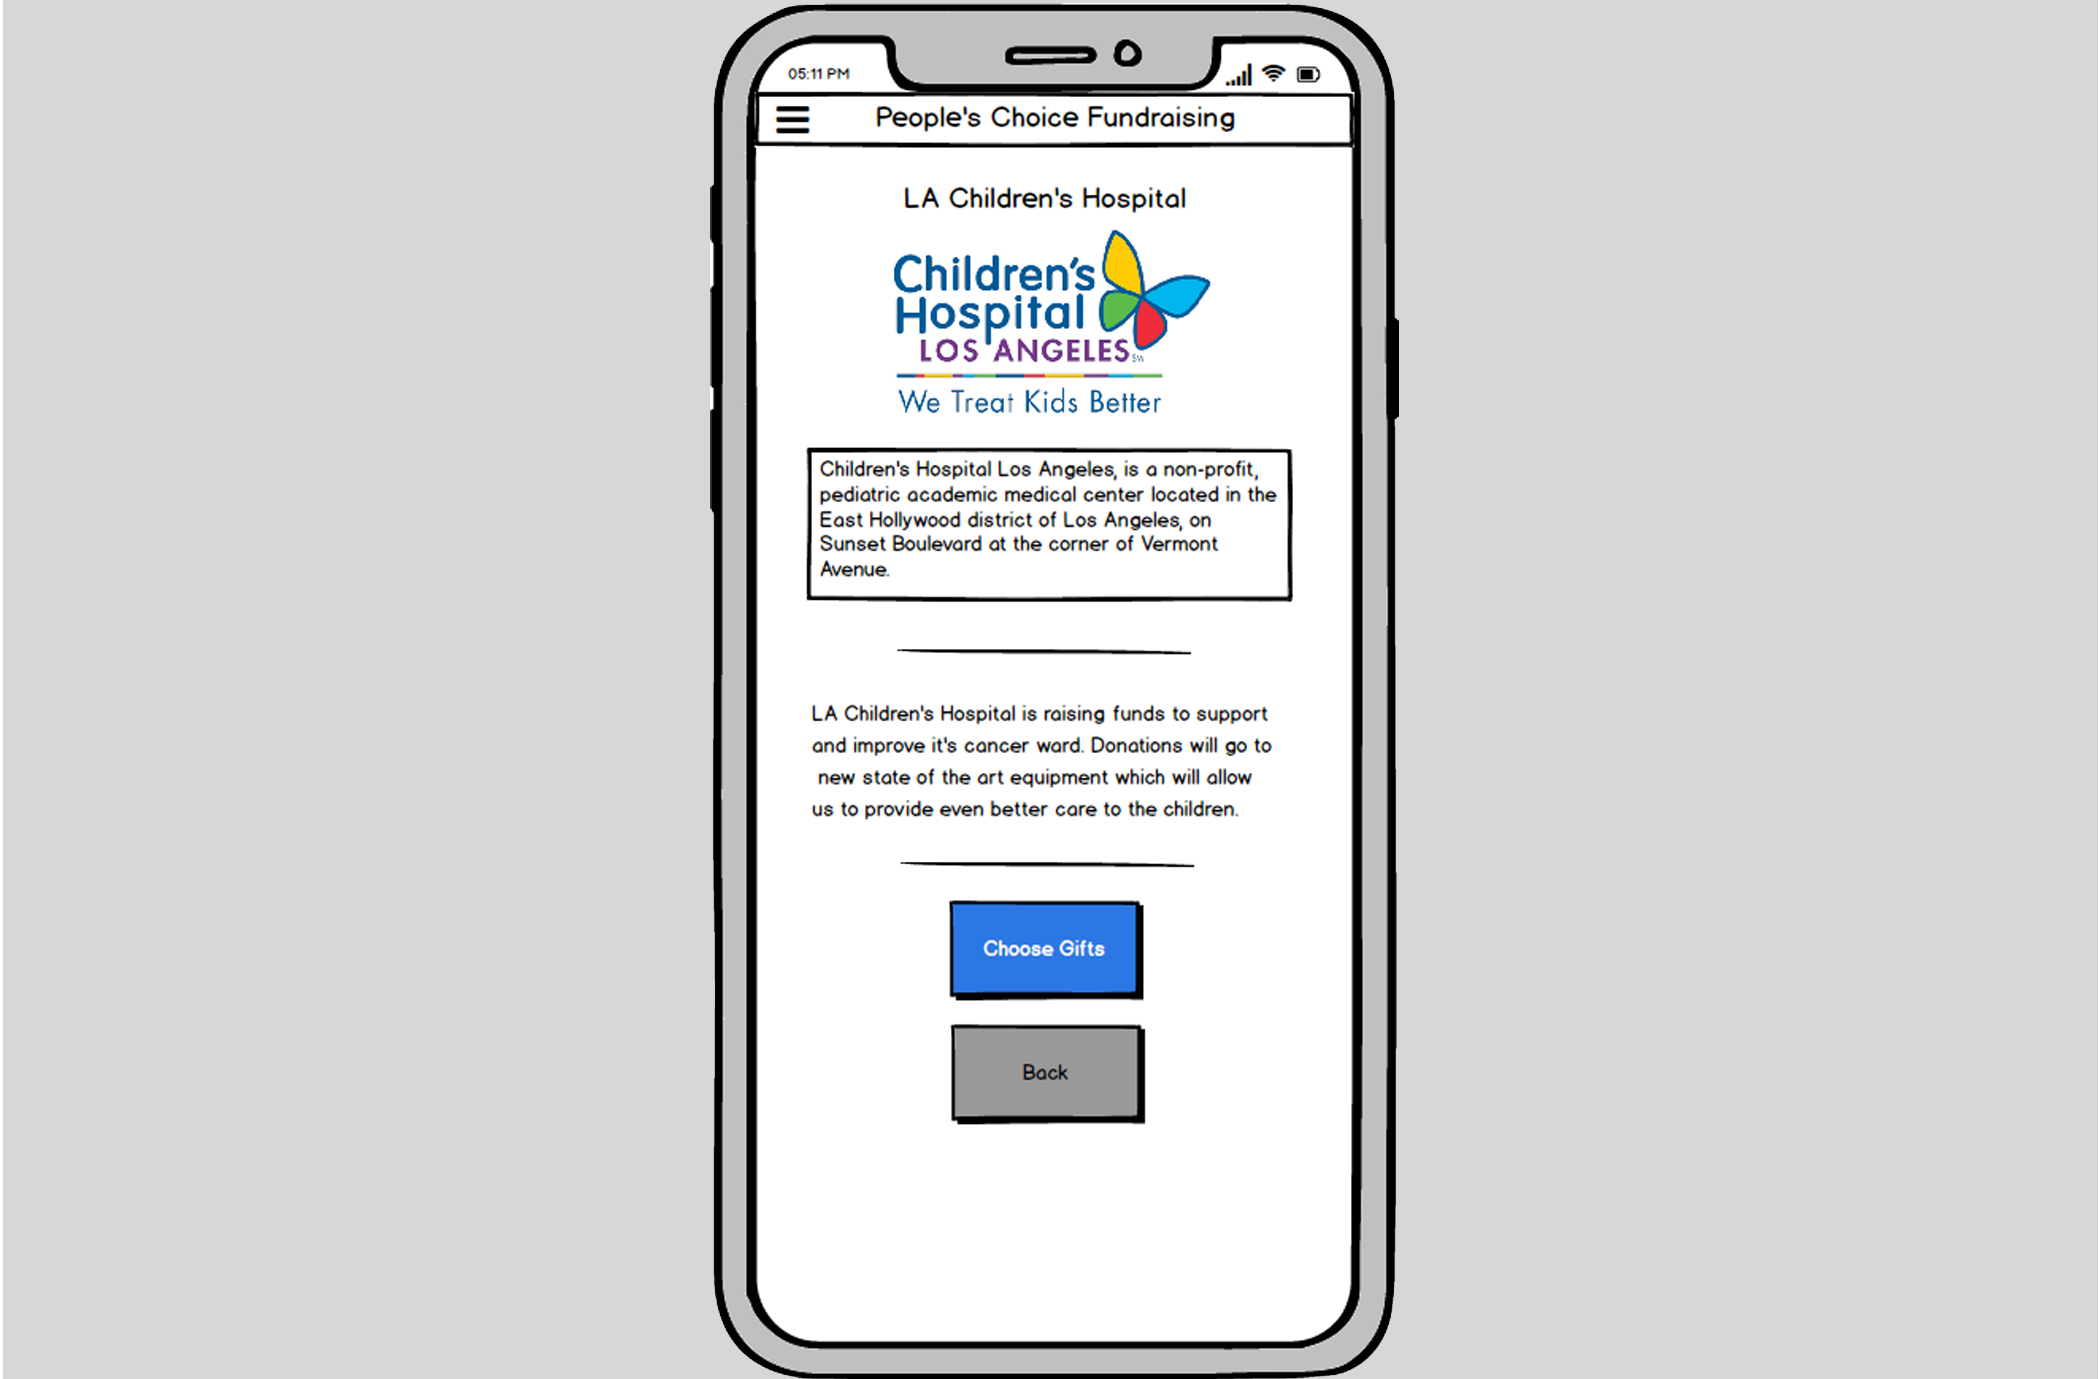 05:11 PM
People's Choice Fundraising
LA Children's Hospital
Children's
Hospital
LOS ANGELES SM
We Treat Kids Better
Children's Hospital Los Angeles, is a non-profit,
pediatric academic medical center located in the
East Hollywood district of Los Angeles, on
Sunset Boulevard at the corner of Vermont
Avenue.
LA Children's Hospital is raising funds to support
and improve it's cancer ward. Donations will go to
new state of the art equipment which will allow
us to provide even better care to the children.
Choose Gifts
Back